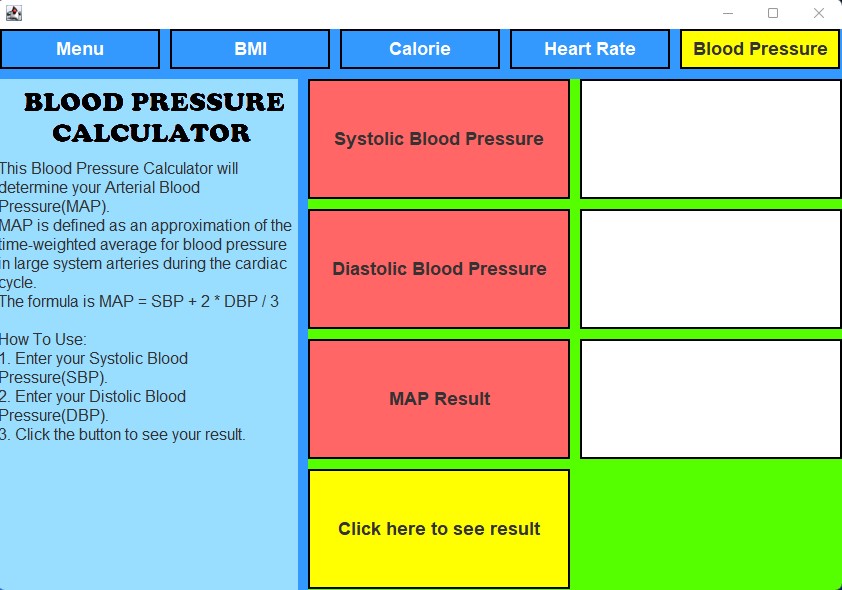 Menu
BMI
Calorie
Heart Rate
Blood Pressure
BLOOD PRESSURE
CALCULATOR
This Blood Pressure Calculator will
determine your Arterial Blood
Pressure(MAP).
MAP is defined as an approximation of the
time-weighted average for blood pressure
in large system arteries during the cardiac
cycle.
The formula is MAP = SBP + 2 * DBP / 3
How To Use:
1. Enter your Systolic Blood
Pressure(SBP).
2. Enter your Distolic Blood
Pressure(DBP).
3. Click the button to see your result.
Systolic Blood Pressure
Diastolic Blood Pressure
MAP Result
Click here to see result